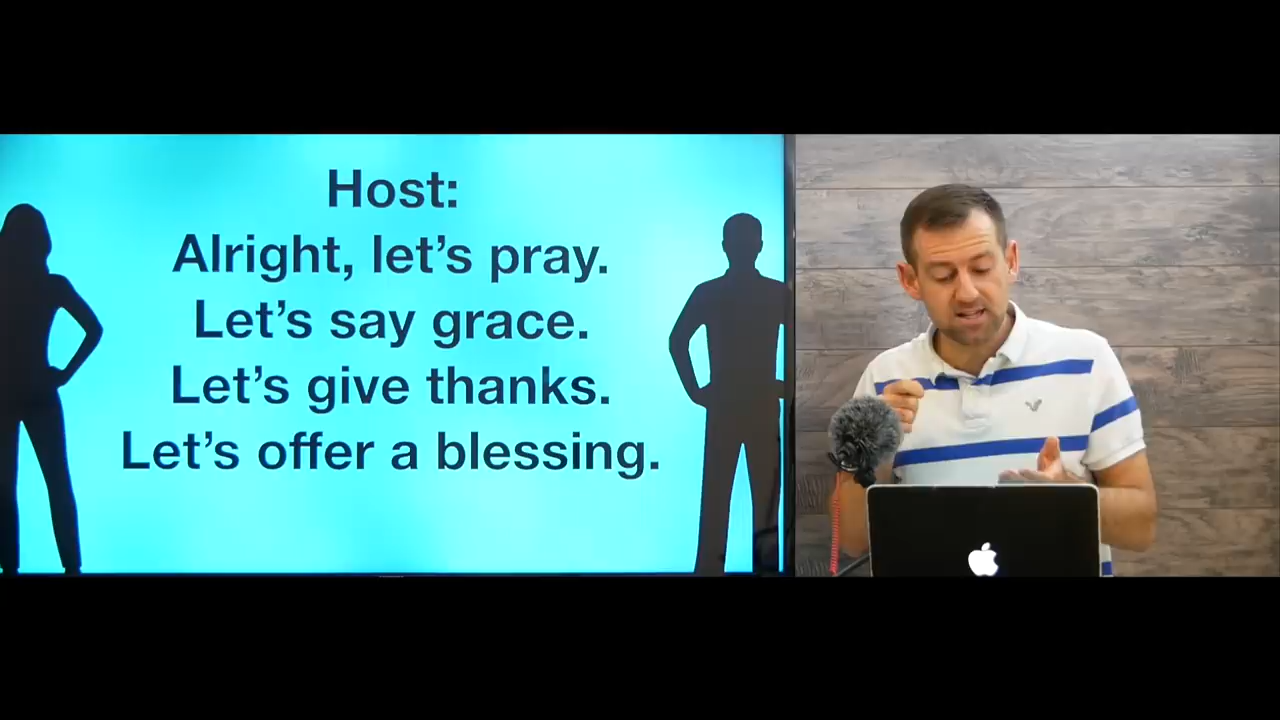 Host:
Alright, let's pray.
Let's say grace.
Let's give thanks.
Let's offer a blessing.